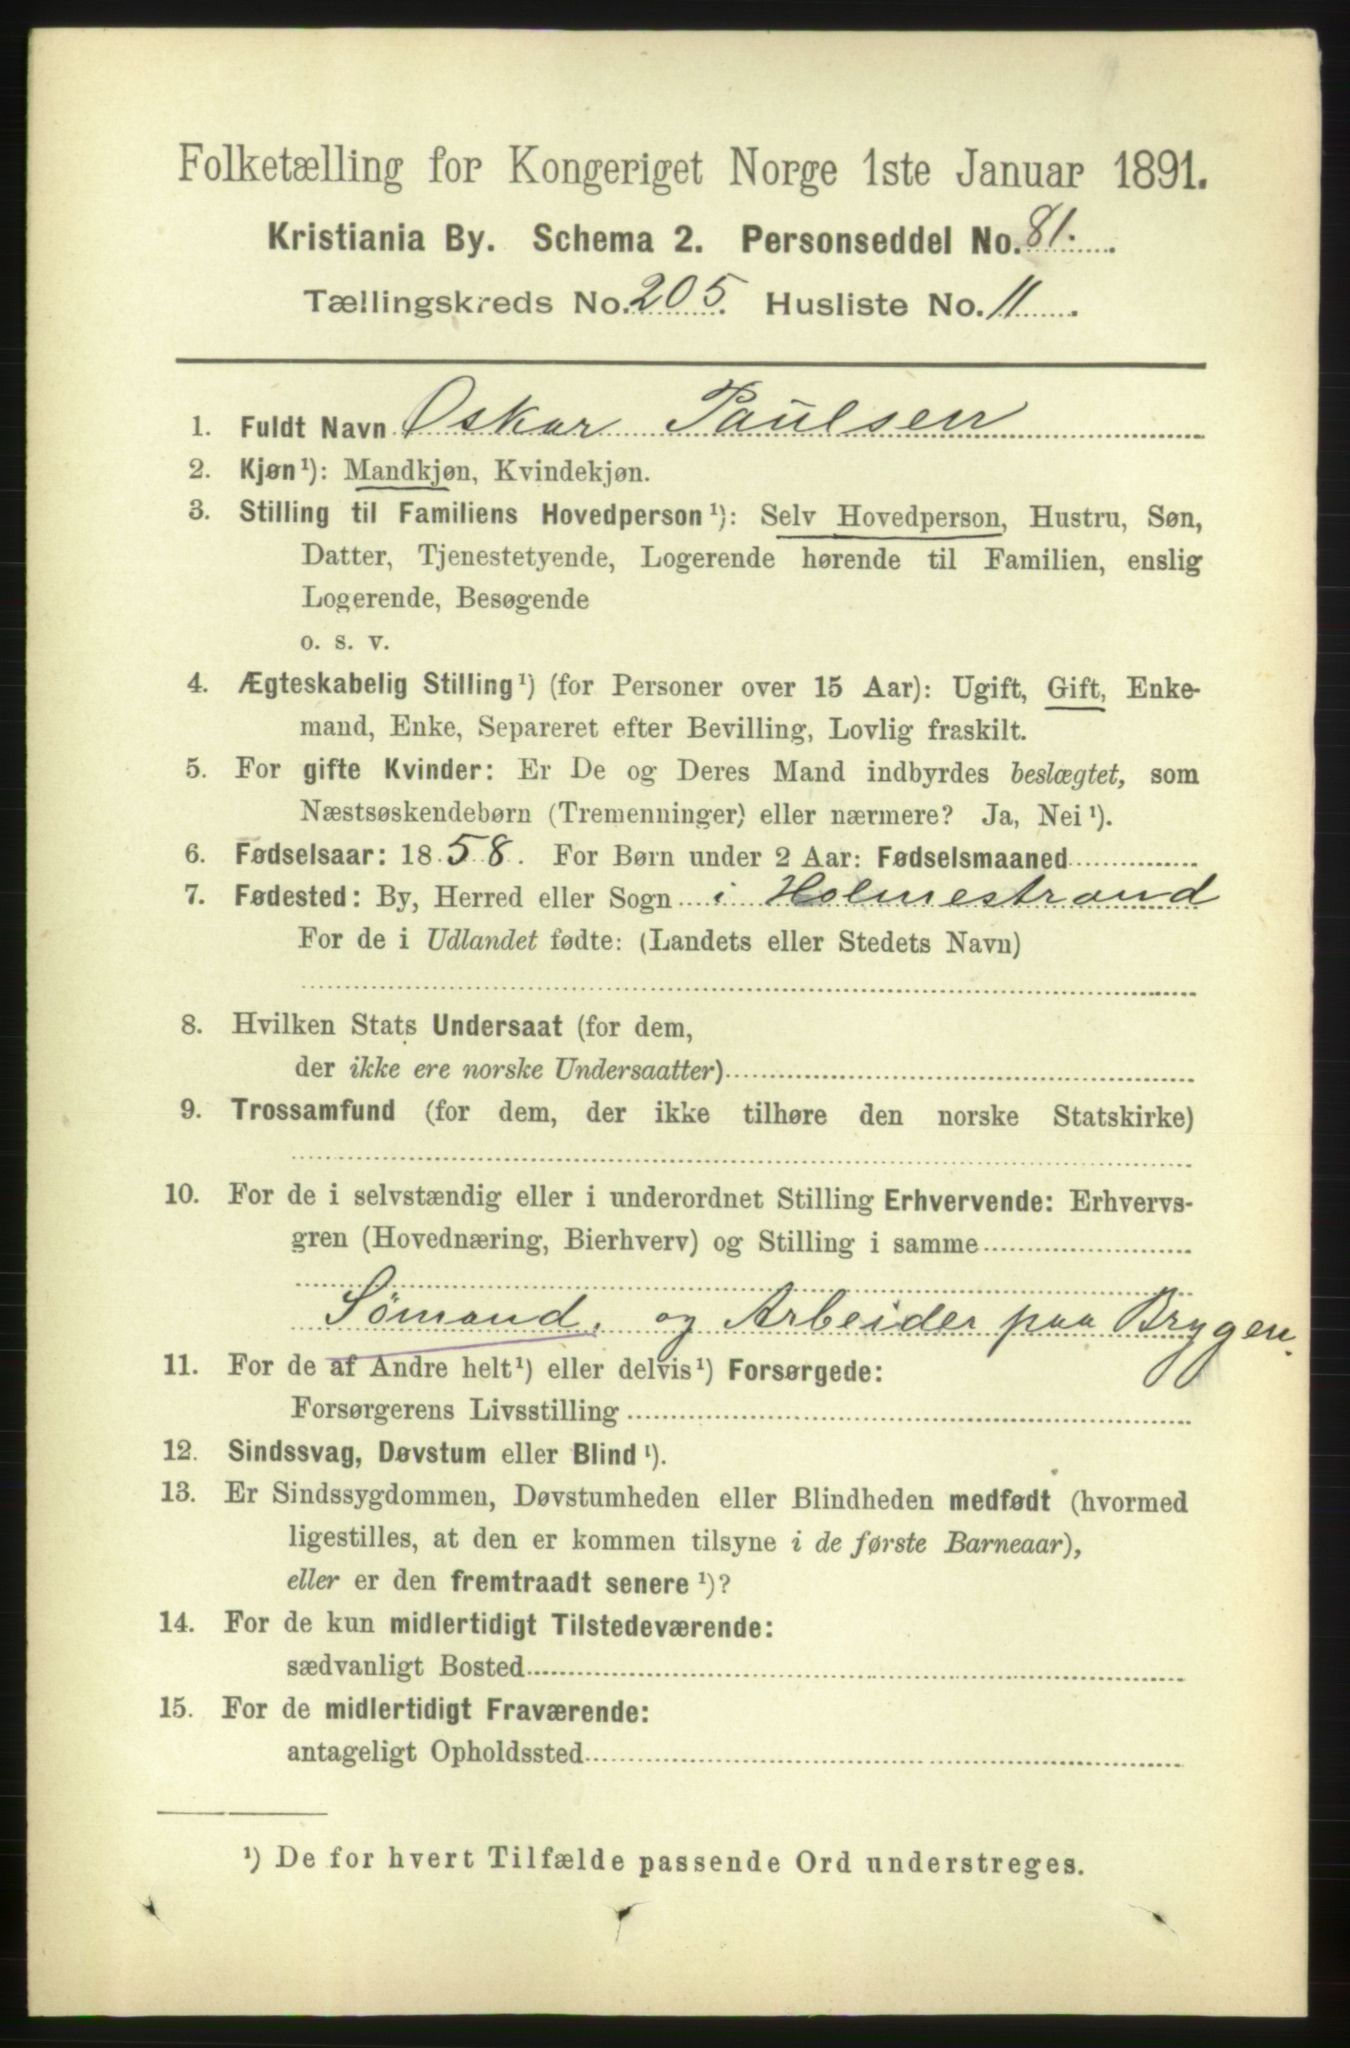 Folketælling for Kongeriget Norge 1ste Januar 1891.
Kristiania By. Schema 2. Personseddel No. 81.
Tællingskreds No. 205. Husliste No. 11.
1. Fuldt Navn Oskar Paulsen
2. Kjøn¹): Mandkjøn, Kvindekjøn.
3. Stilling til Familiens Hovedperson¹): Selv Hovedperson, Hustru, Søn,
Datter, Tjenestetyende, Logerende hørende til Familien, enslig
Logerende, Besøgende
o. s. v.
4. Ægteskabelig Stilling¹) (for Personer over 15 Aar): Ugift, Gift, Enke-
mand, Enke, Separeret efter Bevilling, Lovlig fraskilt.
5. For gifte Kvinder: Er De og Deres Mand indbyrdes beslægtet, som
Næstsøskendebørn (Tremenninger) eller nærmere? Ja, Nei¹).
6. Fødselsaar: 1858. For Børn under 2 Aar: Fødselsmaaned
7. Fødested: By, Herred eller Sogn i Holmestrand
For de i Udlandet fødte: (Landets eller Stedets Navn)
8. Hvilken Stats Undersaat (for dem,
der ikke ere norske Undersaatter)
9. Trossamfund (for dem, der ikke tilhøre den norske Statskirke)
10. For de i selvstændig eller i underordnet Stilling Erhvervende: Erhvervs-
gren (Hovednæring, Bierhverv) og Stilling i samme
Sømand. og Arbeider paa Brygen.
11. For de af Andre helt¹) eller delvis¹) Forsørgede:
Forsørgerens Livsstilling
12. Sindssvag, Døvstum eller Blind¹).
13. Er Sindssygdommen, Døvstumheden eller Blindheden medfødt (hvormed
ligestilles, at den er kommen tilsyne i de første Barneaar),
eller er den fremtraadt senere¹)?
14. For de kun midlertidigt Tilstedeværende:
sædvanligt Bosted
15. For de midlertidigt Fraværende:
antageligt Opholdssted
¹) De for hvert Tilfælde passende Ord understreges.